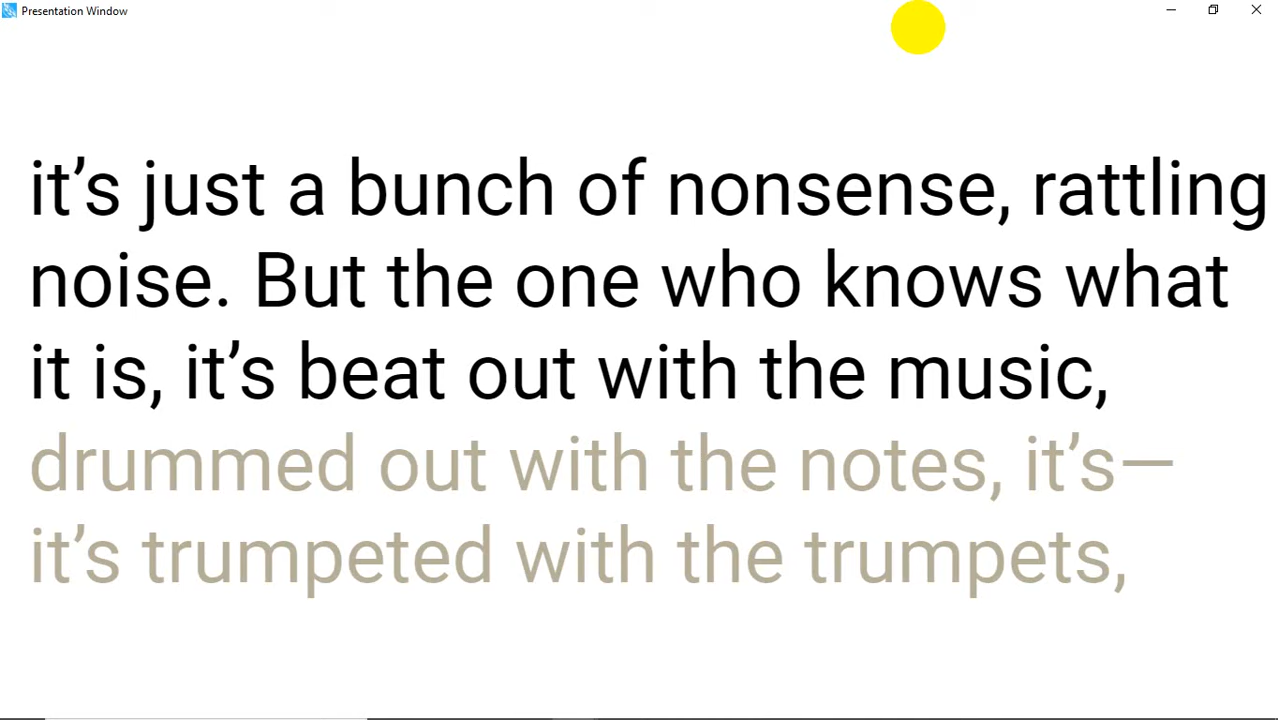 Presentation Window
it’s just a bunch of nonsense, rattling
noise. But the one who knows what
it is, it’s beat out with the music,
drummed out with the notes, it’s—
it’s trumpeted with the trumpets,